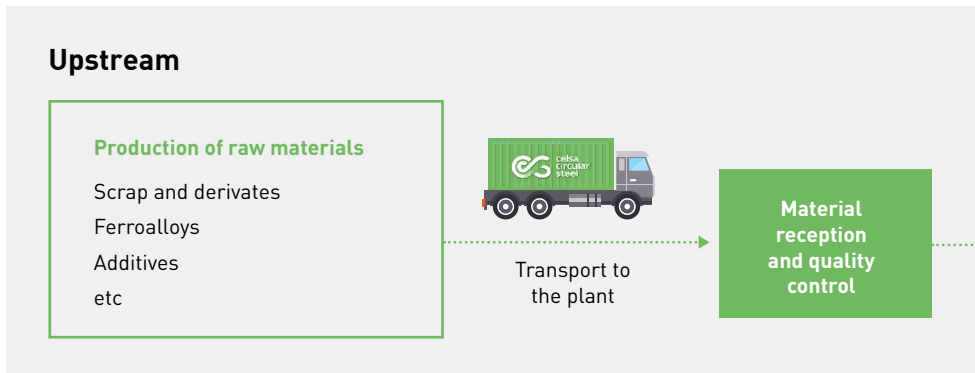 Upstream
Production of raw materials
Scrap and derivates
Ferroalloys
Additives
etc
celsa
circular
steel
Transport to
the plant
Material
reception
and quality
control